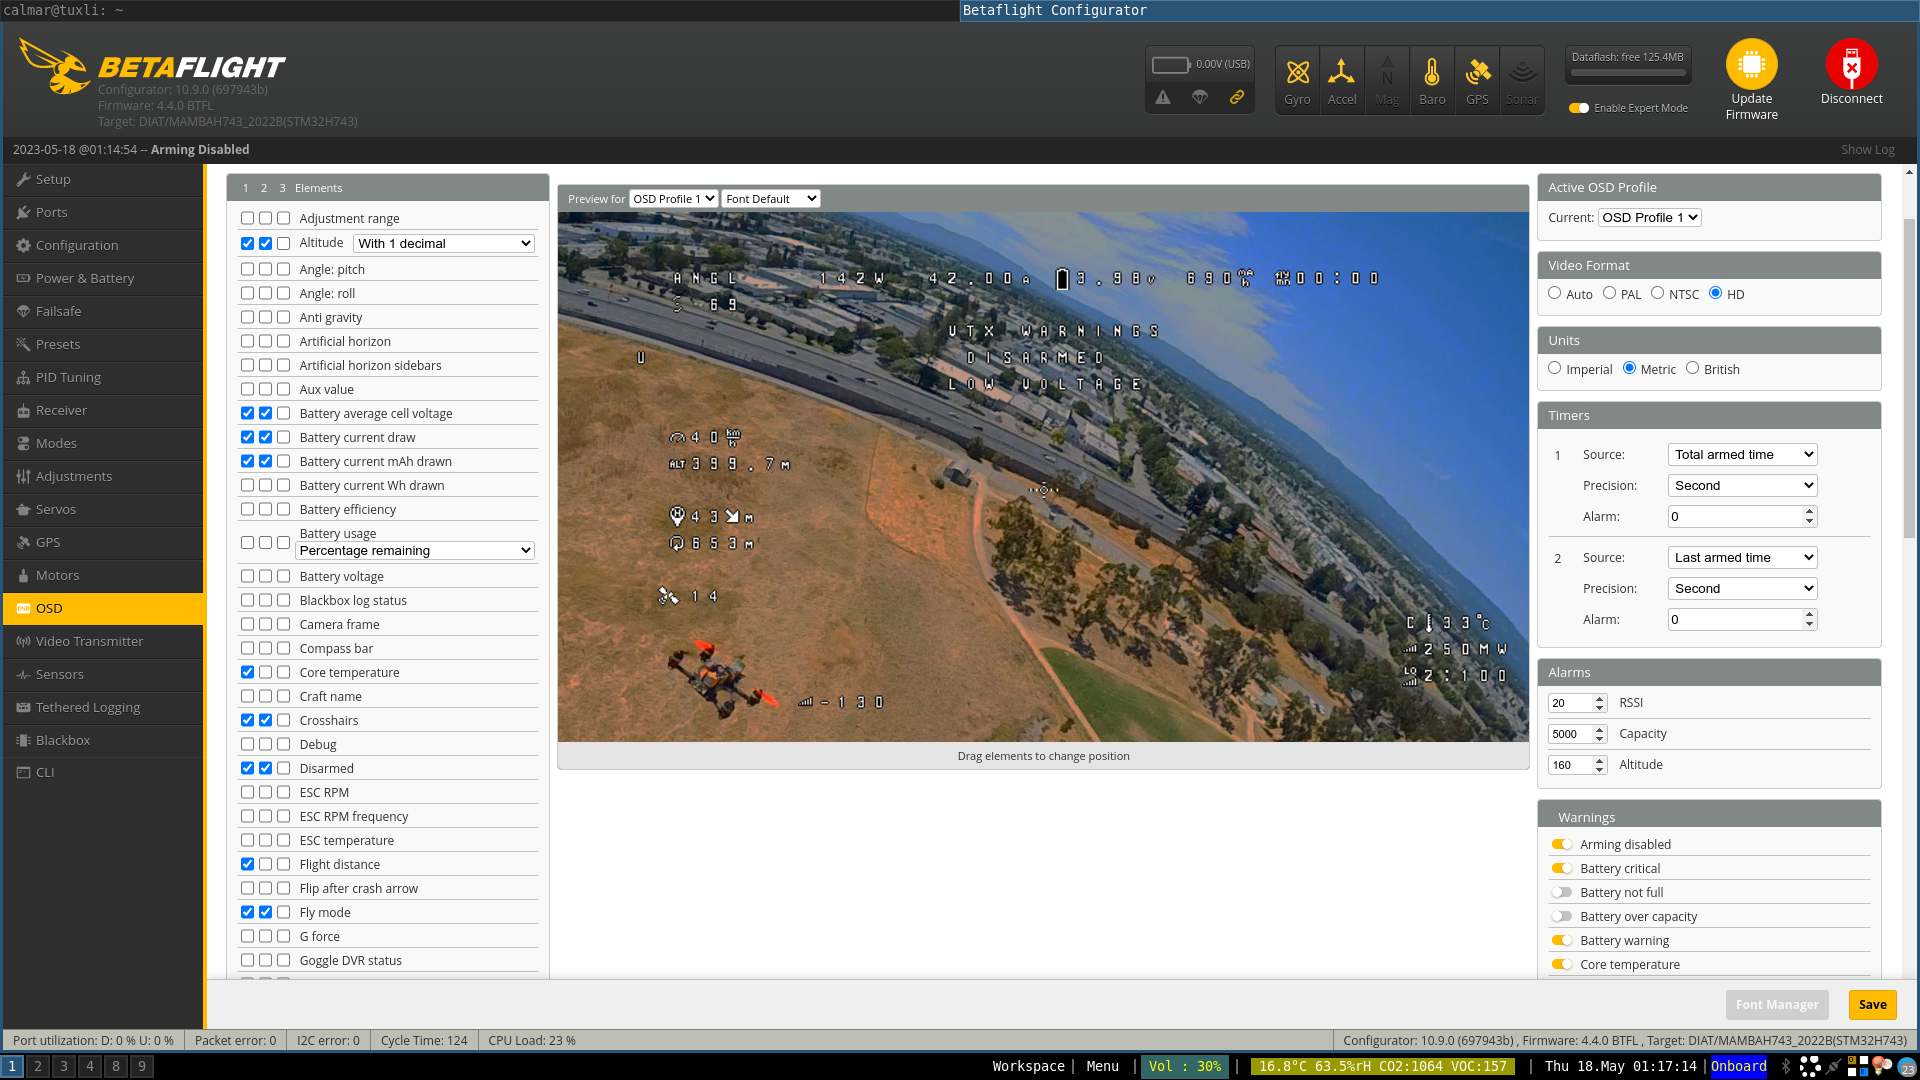 calmar@tuxli: ~
Betaflight Configurator
BETAFLIGHT
Configurator: 10.9.0 (697943b)
Firmware: 4.4.0 BTFL
Target: DIAT/MAMBAH743_2022B(STM32H743)
0.00V (USB)
Gyro
Accel
Mag
Baro
GPS
Sonar
Dataflash: free 125.4MB
Enable Expert Mode
Update
Firmware
Disconnect
2023-05-18 @01:14:54 -- Arming Disabled
Show Log
Setup
Ports
Configuration
Power & Battery
Failsafe
Presets
PID Tuning
Receiver
Modes
Adjustments
Servos
GPS
Motors
OSD
Video Transmitter
Sensors
Tethered Logging
Blackbox
CLI
1 2 3 Elements
Adjustment range
Altitude With 1 decimal
Angle: pitch
Angle: roll
Anti gravity
Artificial horizon
Artificial horizon sidebars
Aux value
Battery average cell voltage
Battery current draw
Battery current mAh drawn
Battery current Wh drawn
Battery efficiency
Battery usage
Percentage remaining
Battery voltage
Blackbox log status
Camera frame
Compass bar
Core temperature
Craft name
Crosshairs
Debug
Disarmed
ESC RPM
ESC RPM frequency
ESC temperature
Flight distance
Flip after crash arrow
Fly mode
G force
Goggle DVR status
Preview for OSD Profile 1 Font Default
ANGL 142W 42.00A 3.98V 690mAh 00:00
69
VTX WARNINGS
U DISARMED
LOW VOLTAGE
40 km/h
ALT 399.7M
43 M
653M
14
C 33°C
250MW
LQ 2:100
-130
Drag elements to change position
Active OSD Profile
Current: OSD Profile 1
Video Format
Auto PAL NTSC HD
Units
Imperial Metric British
Timers
1 Source: Total armed time
Precision: Second
Alarm: 0
2 Source: Last armed time
Precision: Second
Alarm: 0
Alarms
20 RSSI
5000 Capacity
160 Altitude
Warnings
Arming disabled
Battery critical
Battery not full
Battery over capacity
Battery warning
Core temperature
Font Manager Save
Port utilization: D: 0 % U: 0 % Packet error: 0 I2C error: 0 Cycle Time: 124 CPU Load: 23 % Configurator: 10.9.0 (697943b) , Firmware: 4.4.0 BTFL , Target: DIAT/MAMBAH743_2022B(STM32H743)
1 2 3 4 8 9 Workspace| Menu | Vol : 30% | 16.8°C 63.5%rH CO2:1064 VOC:157 | Thu 18.May 01:17:14 |Onboard 23